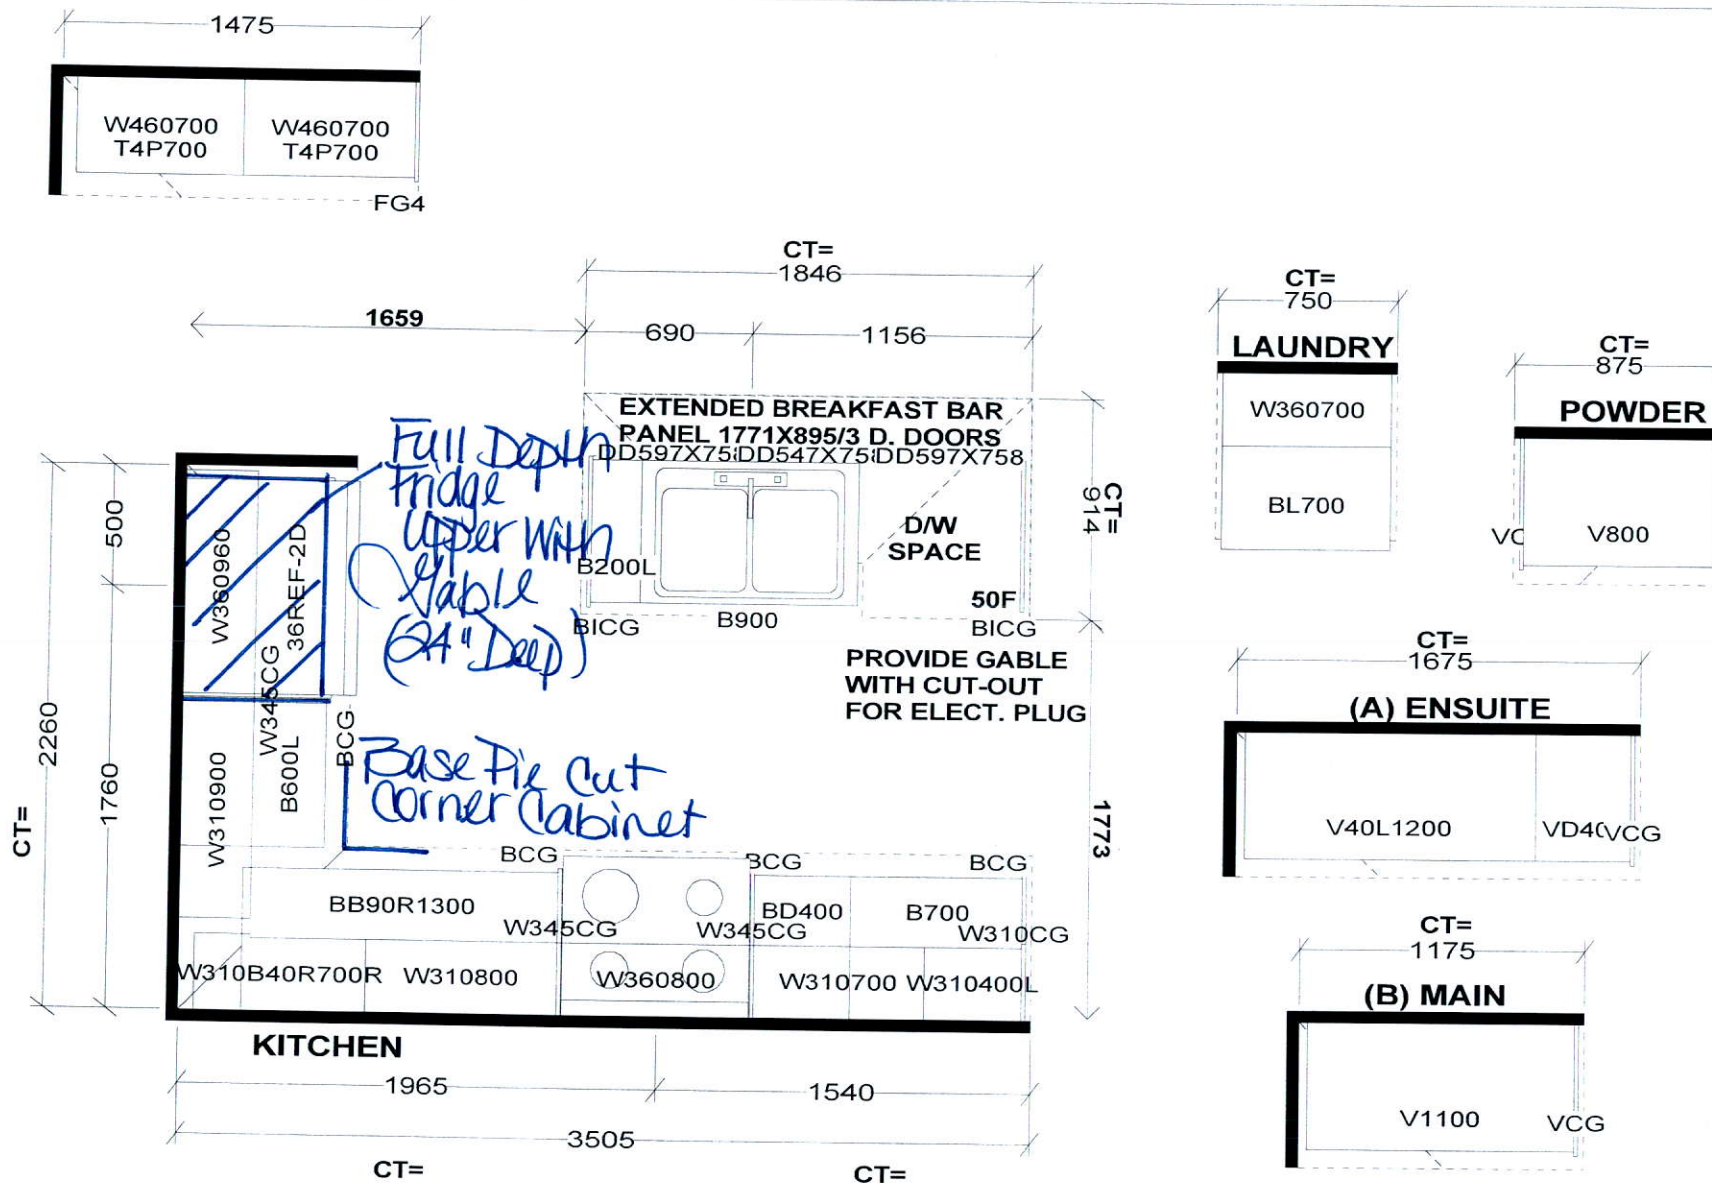 1475
W460700 W460700
T4P700 T4P700
FG4
CT=
1846
1659
690
1156
EXTENDED BREAKFAST BAR
PANEL 1771X895/3 D. DOORS
DD597X758
DD547X758
DD597X758
D/W
SPACE
B200L
50F
BICG
B900
BICG
CT=
914
PROVIDE GABLE
WITH CUT-OUT
FOR ELECT. PLUG
1773
Full Depth
Fridge
Upper With
Gable
(24" Deep)
500
2260
1760
CT=
W360960
36REF-2D
W345CG
B600L
BCG
W310900
Base Pie Cut
Corner Cabinet
BCG
BCG
BCG
BB90R1300
BD400
B700
W345CG
W345CG
W310CG
W310B40R700R
W310800
W360800
W310700
W310400L
KITCHEN
1965
1540
3505
CT=
CT=
CT=
750
LAUNDRY
W360700
BL700
CT=
875
POWDER
V800
CT=
1675
(A) ENSUITE
V40L1200
VCG
CT=
1175
(B) MAIN
V1100
VCG